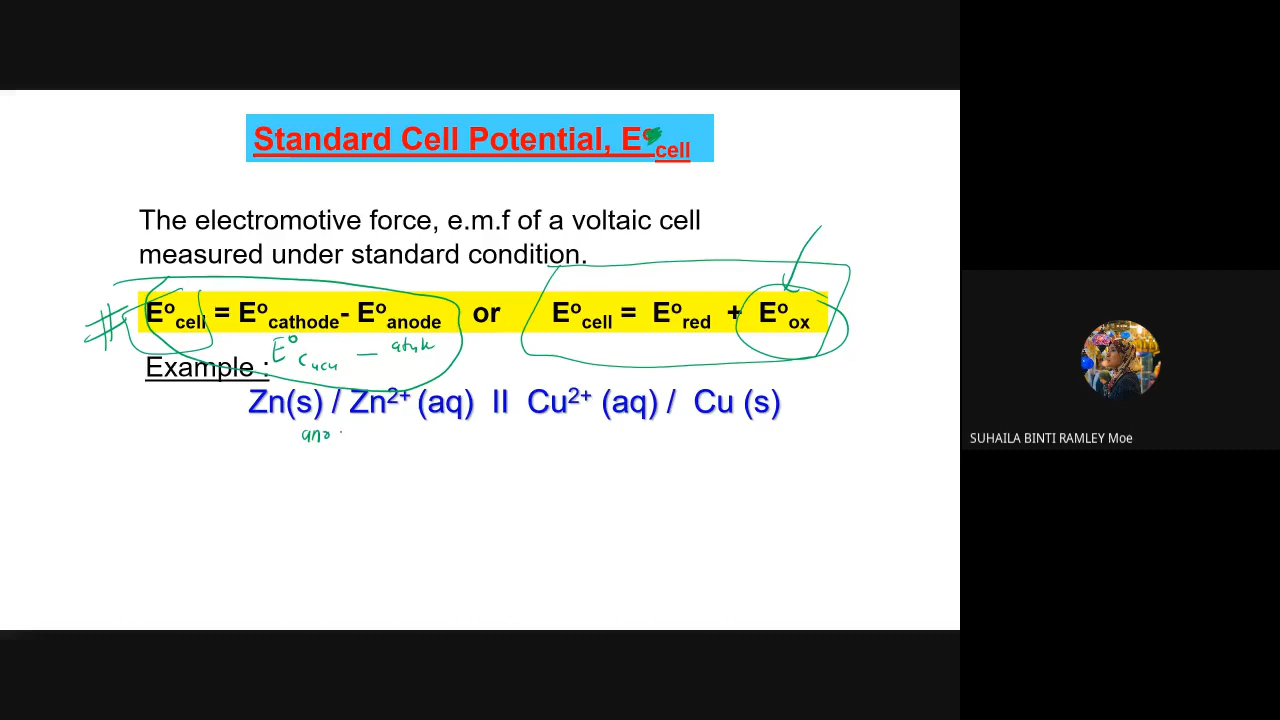 Standard Cell Potential, E°cell
The electromotive force, e.m.f of a voltaic cell
measured under standard condition.
# E°cell = E°cathode- E°anode or E°cell = E°red + E°ox
E° —
Example :
Zn(s) / Zn²⁺ (aq) II Cu²⁺ (aq) / Cu (s)
ano
SUHAILA BINTI RAMLEY Moe